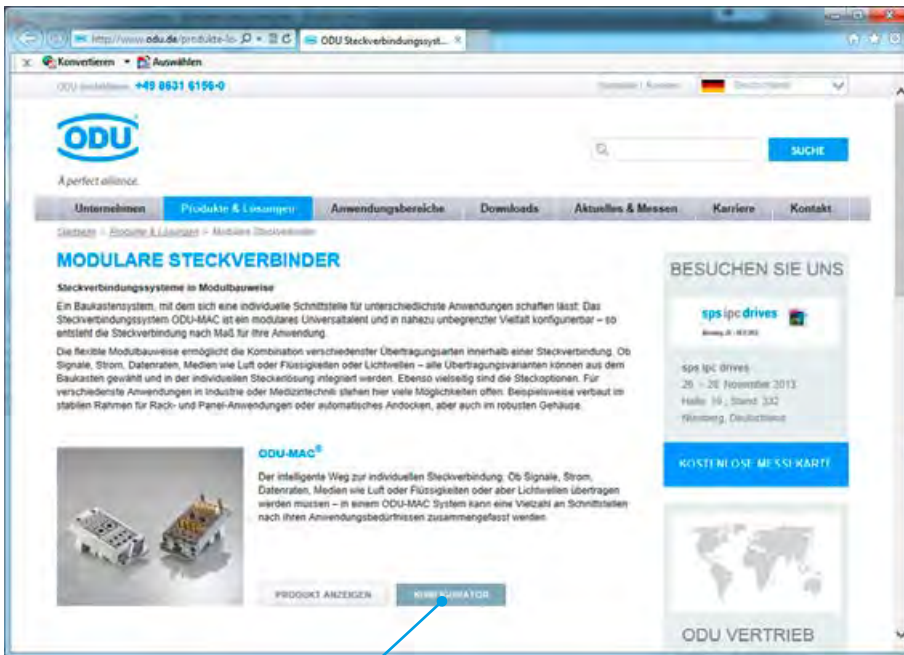 http://www.odu.de/produkte-lo
ODU Steckverbindungssyst...
Konvertieren
Auswählen
+49 8631 6156-0
Deutschland
ODU
A perfect alliance.
SUCHE
Unternehmen
Produkte & Lösungen
Anwendungsbereiche
Downloads
Aktuelles & Messen
Karriere
Kontakt
Startseite > Produkte & Lösungen > Modulare Steckverbinder
MODULARE STECKVERBINDER
Steckverbindungssysteme in Modulbauweise
Ein Baukastensystem, mit dem sich eine individuelle Schnittstelle für unterschiedlichste Anwendungen schaffen lässt: Das
Steckverbindungssystem ODU-MAC ist ein modulares Universaltalent und in nahezu unbegrenzter Vielfalt konfigurierbar – so
entsteht die Steckverbindung nach Maß für Ihre Anwendung.
Die flexible Modulbauweise ermöglicht die Kombination verschiedenster Übertragungsarten innerhalb einer Steckverbindung. Ob
Signale, Strom, Datenraten, Medien wie Luft oder Flüssigkeiten oder Lichtwellen – alle Übertragungsvarianten können aus dem
Baukasten gewählt und in der individuellen Steckerlösung integriert werden. Ebenso vielseitig sind die Steckoptionen. Für
verschiedenste Anwendungen in Industrie oder Medizintechnik stehen hier viele Möglichkeiten offen. Beispielsweise verbaut im
stabilen Rahmen für Rack- und Panel-Anwendungen oder automatisches Andocken, aber auch im robusten Gehäuse.
ODU-MAC®
Der intelligente Weg zur individuellen Steckverbindung. Ob Signale, Strom,
Datenraten, Medien wie Luft oder Flüssigkeiten oder aber Lichtwellen übertragen
werden müssen – in einem ODU-MAC System kann eine Vielzahl an Schnittstellen
nach Ihren Anwendungsbedürfnissen zusammengefasst werden.
PRODUKT ANZEIGEN
KONFIGURATOR
BESUCHEN SIE UNS
sps ipc drives
sps ipc drives
26. – 28. November 2013
Halle 10, Stand 332
Nürnberg, Deutschland
KOSTENLOSE MESSEKARTE
ODU VERTRIEB